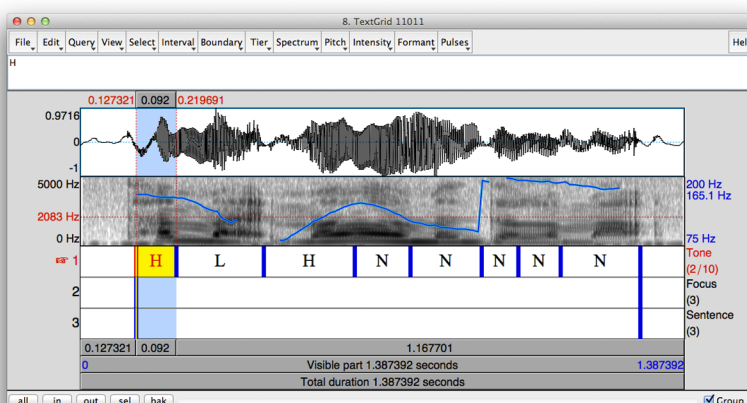 8. TextGrid 11011
File Edit Query View Select Interval Boundary Tier Spectrum Pitch Intensity Formant Pulses Hel
H
0.127321 0.092 0.219691
0.9716
0
-1
5000 Hz 200 Hz
165.1 Hz
2083 Hz
0 Hz 75 Hz
1 H L H N N N N N Tone
(2/10)
2 Focus
(3)
3 Sentence
(3)
0.127321 0.092 1.167701
0 Visible part 1.387392 seconds 1.387392
Total duration 1.387392 seconds
all in out sel bak Group